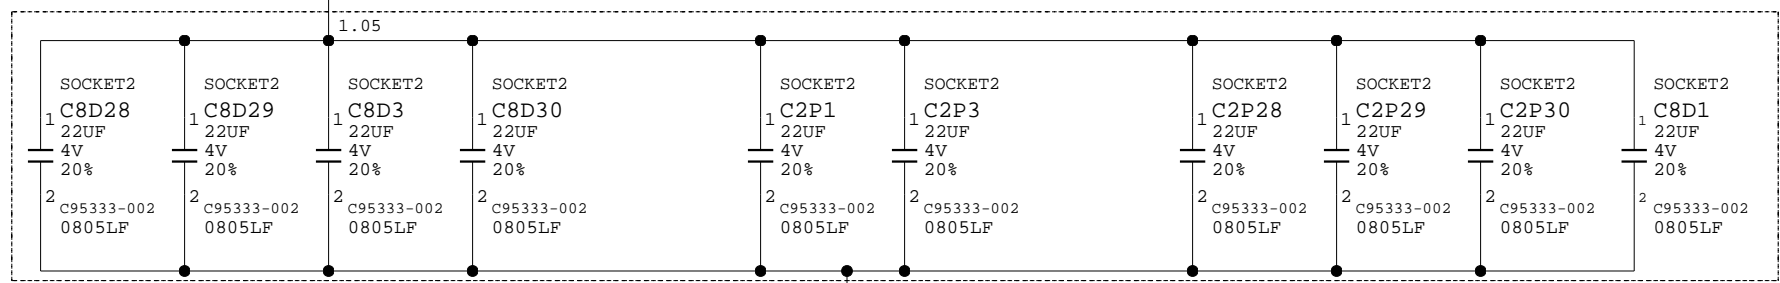 1.05
SOCKET2 SOCKET2 SOCKET2 SOCKET2 SOCKET2 SOCKET2 SOCKET2 SOCKET2 SOCKET2 SOCKET2
C8D28 C8D29 C8D3 C8D30 C2P1 C2P3 C2P28 C2P29 C2P30 C8D1
1 1 1 1 1 1 1 1 1 1
22UF 22UF 22UF 22UF 22UF 22UF 22UF 22UF 22UF 22UF
4V 4V 4V 4V 4V 4V 4V 4V 4V 4V
20% 20% 20% 20% 20% 20% 20% 20% 20% 20%
2 2 2 2 2 2 2 2 2 2
C95333-002 C95333-002 C95333-002 C95333-002 C95333-002 C95333-002 C95333-002 C95333-002 C95333-002 C95333-002
0805LF 0805LF 0805LF 0805LF 0805LF 0805LF 0805LF 0805LF 0805LF 0805LF